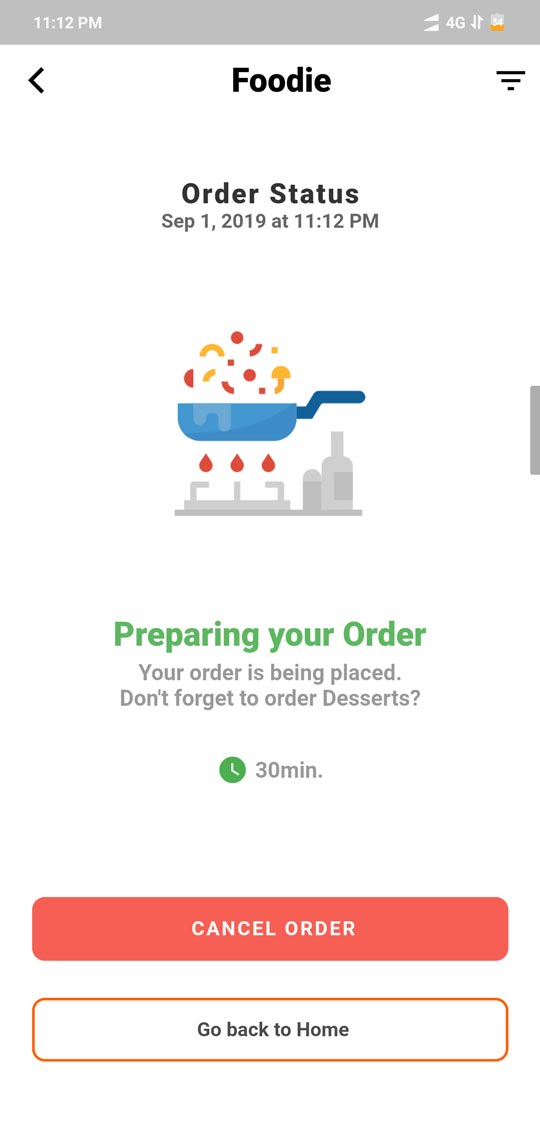 11:12 PM
4G
34
Foodie
Order Status
Sep 1, 2019 at 11:12 PM
Preparing your Order
Your order is being placed.
Don't forget to order Desserts?
30min.
CANCEL ORDER
Go back to Home